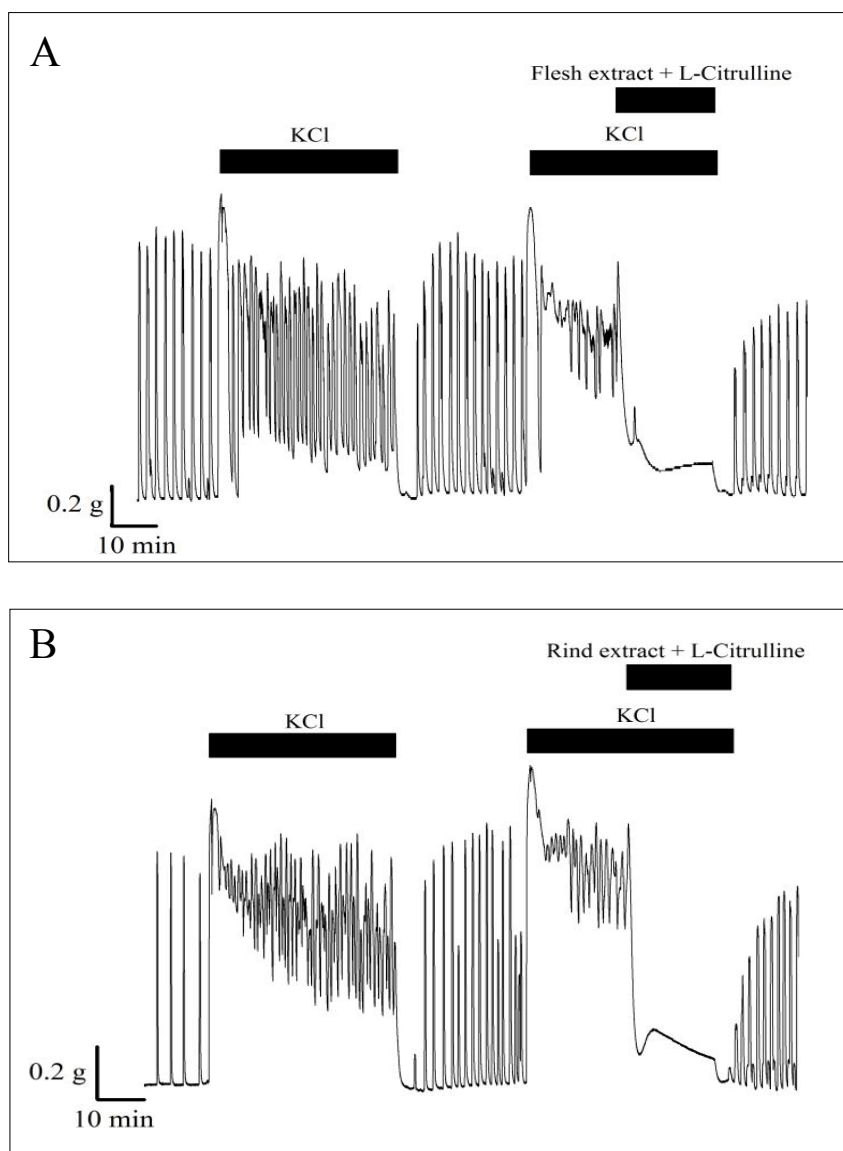 A
Flesh extract + L-Citrulline
KCl
KCl
0.2 g
10 min
B
Rind extract + L-Citrulline
KCl
KCl
0.2 g
10 min